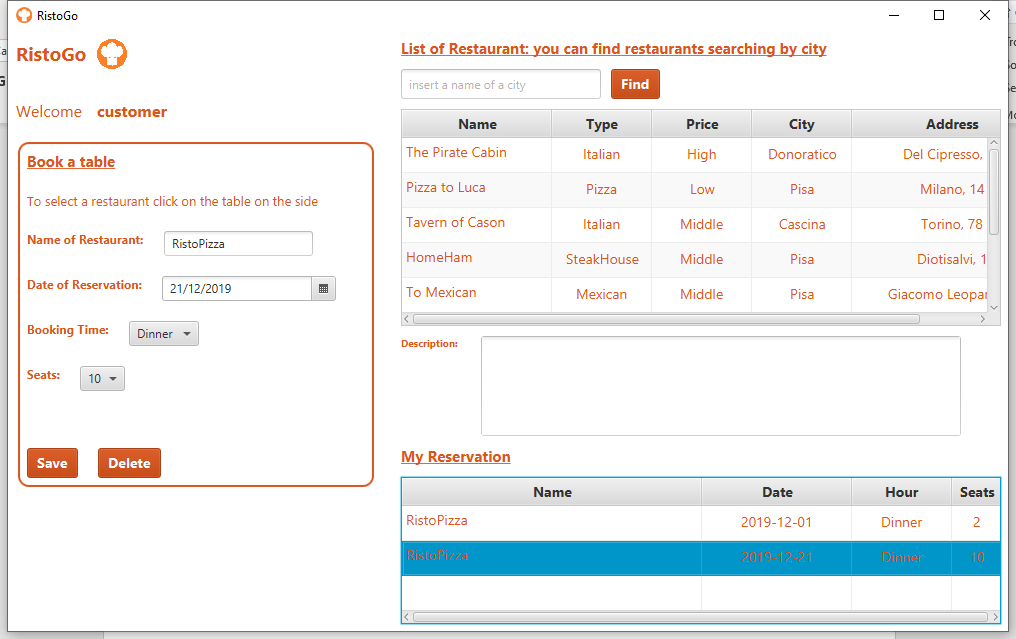 RistoGo
RistoGo
Welcome customer
Book a table
To select a restaurant click on the table on the side
Name of Restaurant: RistoPizza
Date of Reservation: 21/12/2019
Booking Time: Dinner
Seats: 10
Save Delete
List of Restaurant: you can find restaurants searching by city
insert a name of a city Find
Name Type Price City Address
The Pirate Cabin Italian High Donoratico Del Cipresso,
Pizza to Luca Pizza Low Pisa Milano, 14
Tavern of Cason Italian Middle Cascina Torino, 78
HomeHam SteakHouse Middle Pisa Diotisalvi, 1
To Mexican Mexican Middle Pisa Giacomo Leopar
Description:
My Reservation
Name Date Hour Seats
RistoPizza 2019-12-01 Dinner 2
RistoPizza 2019-12-21 Dinner 10